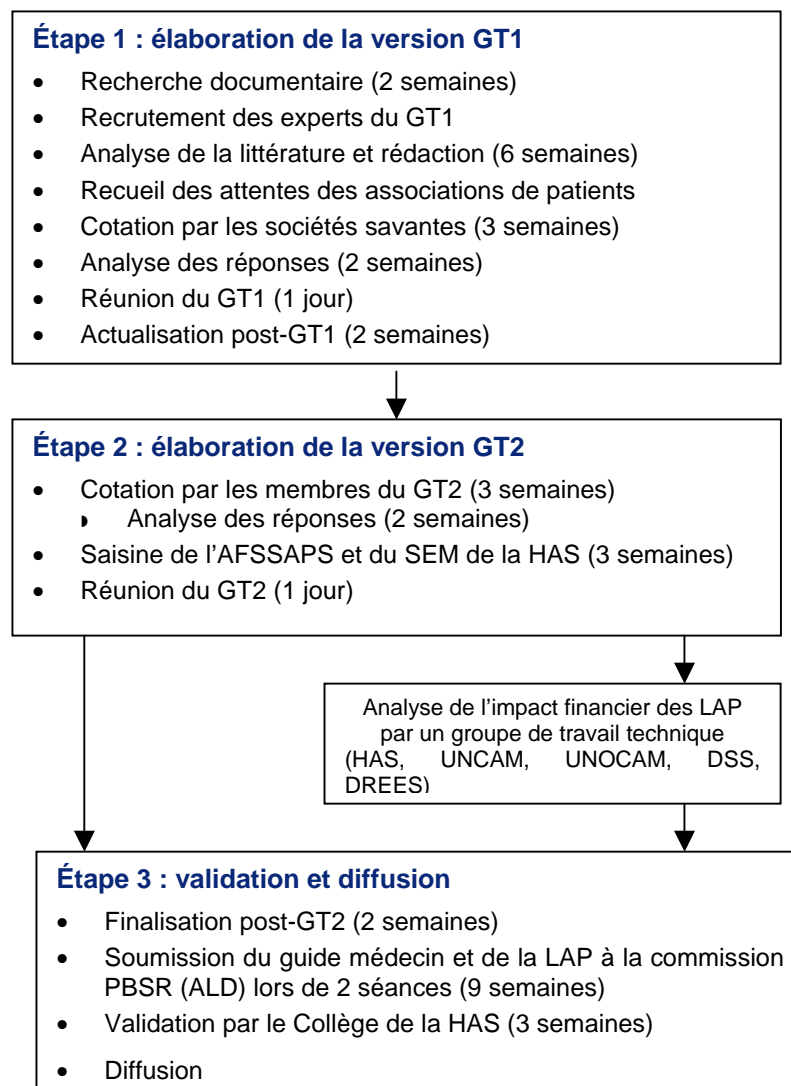 Étape 1 : élaboration de la version GT1
• Recherche documentaire (2 semaines)
• Recrutement des experts du GT1
• Analyse de la littérature et rédaction (6 semaines)
• Recueil des attentes des associations de patients
• Cotation par les sociétés savantes (3 semaines)
• Analyse des réponses (2 semaines)
• Réunion du GT1 (1 jour)
• Actualisation post-GT1 (2 semaines)
Étape 2 : élaboration de la version GT2
• Cotation par les membres du GT2 (3 semaines)
◗ Analyse des réponses (2 semaines)
• Saisine de l’AFSSAPS et du SEM de la HAS (3 semaines)
• Réunion du GT2 (1 jour)
Analyse de l’impact financier des LAP
par un groupe de travail technique
(HAS, UNCAM, UNOCAM, DSS,
DREES)
Étape 3 : validation et diffusion
• Finalisation post-GT2 (2 semaines)
• Soumission du guide médecin et de la LAP à la commission
PBSR (ALD) lors de 2 séances (9 semaines)
• Validation par le Collège de la HAS (3 semaines)
• Diffusion